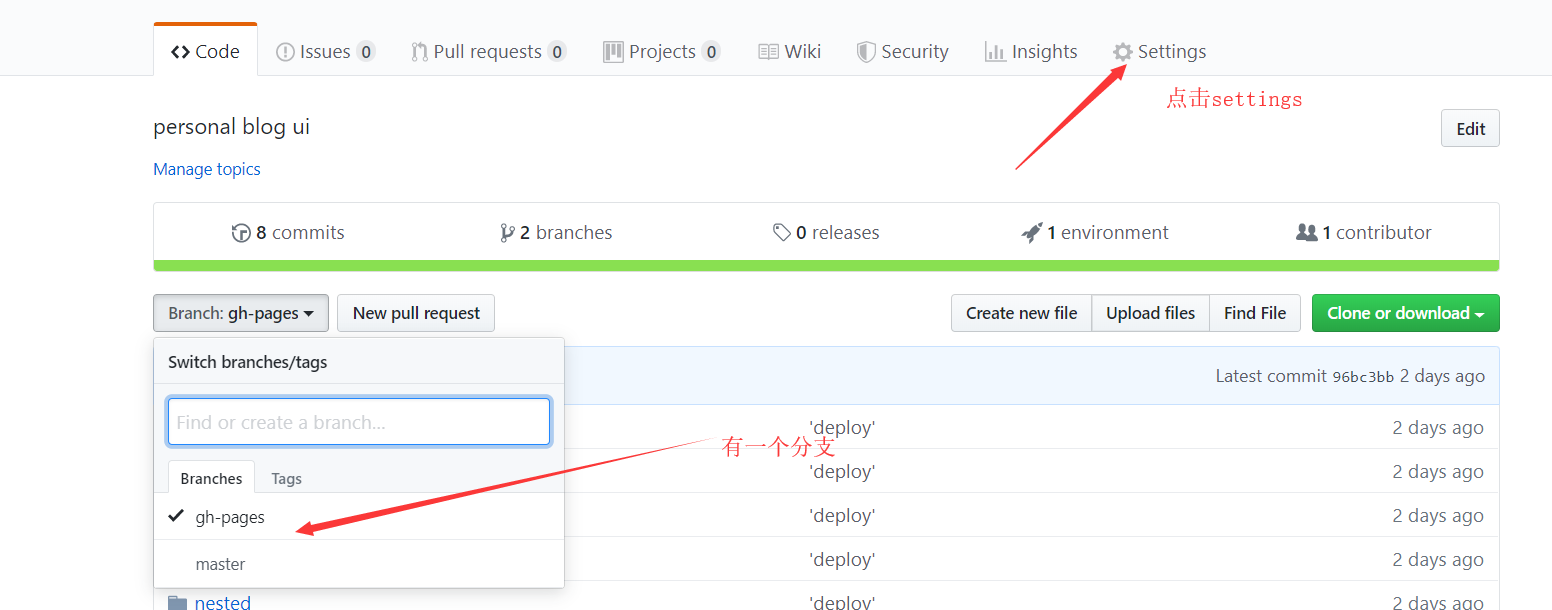 Code Issues 0 Pull requests 0 Projects 0 Wiki Security Insights Settings
点击settings
personal blog ui
Edit
Manage topics
8 commits 2 branches 0 releases 1 environment 1 contributor
Branch: gh-pages New pull request Create new file Upload files Find File Clone or download
Switch branches/tags
Latest commit 96bc3bb 2 days ago
Find or create a branch...
'deploy' 2 days ago
有一个分支
'deploy' 2 days ago
Branches Tags
gh-pages
'deploy' 2 days ago
master
'deploy' 2 days ago
nested 'deploy' 2 days ago